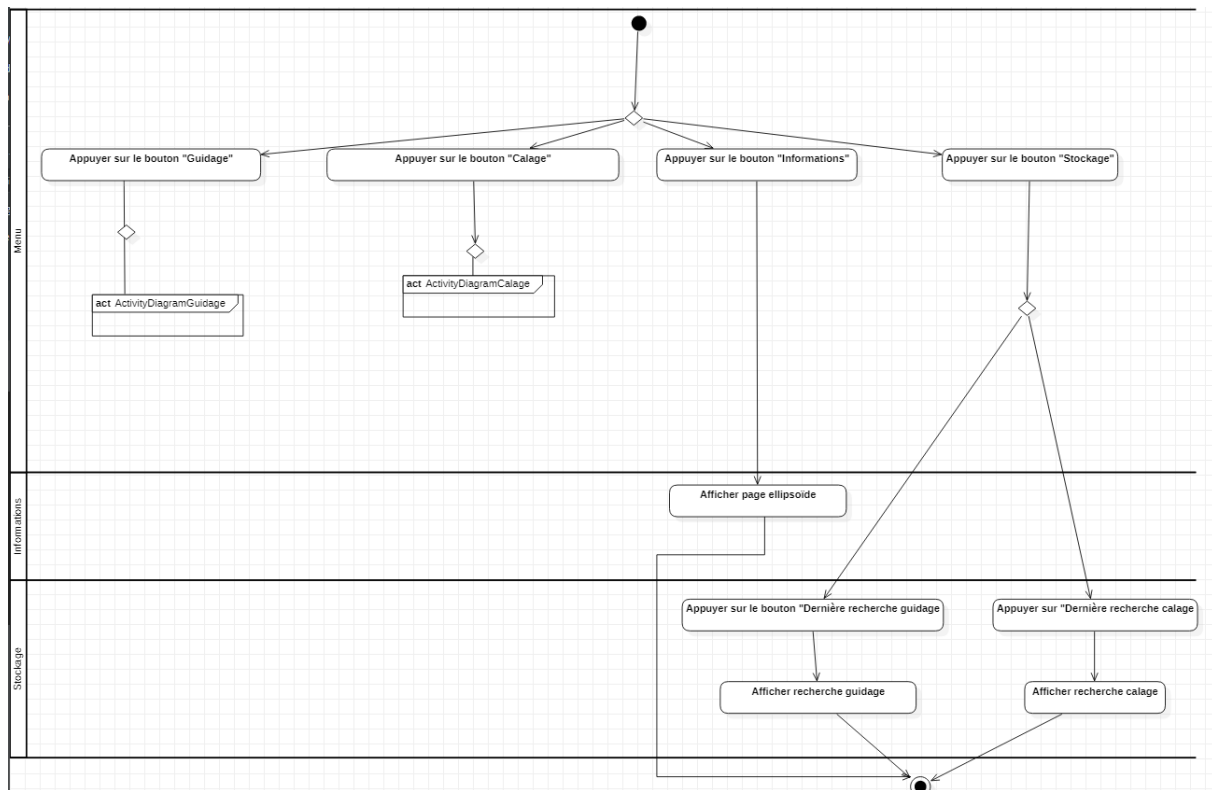 Appuyer sur le bouton "Guidage"
Appuyer sur le bouton "Calage"
Appuyer sur le bouton "Informations"
Appuyer sur le bouton "Stockage"
Menu
act ActivityDiagramCalage
act ActivityDiagramGuidage
Informations
Afficher page ellipsoïde
Stockage
Appuyer sur le bouton "Dernière recherche guidage
Appuyer sur "Dernière recherche calage
Afficher recherche guidage
Afficher recherche calage